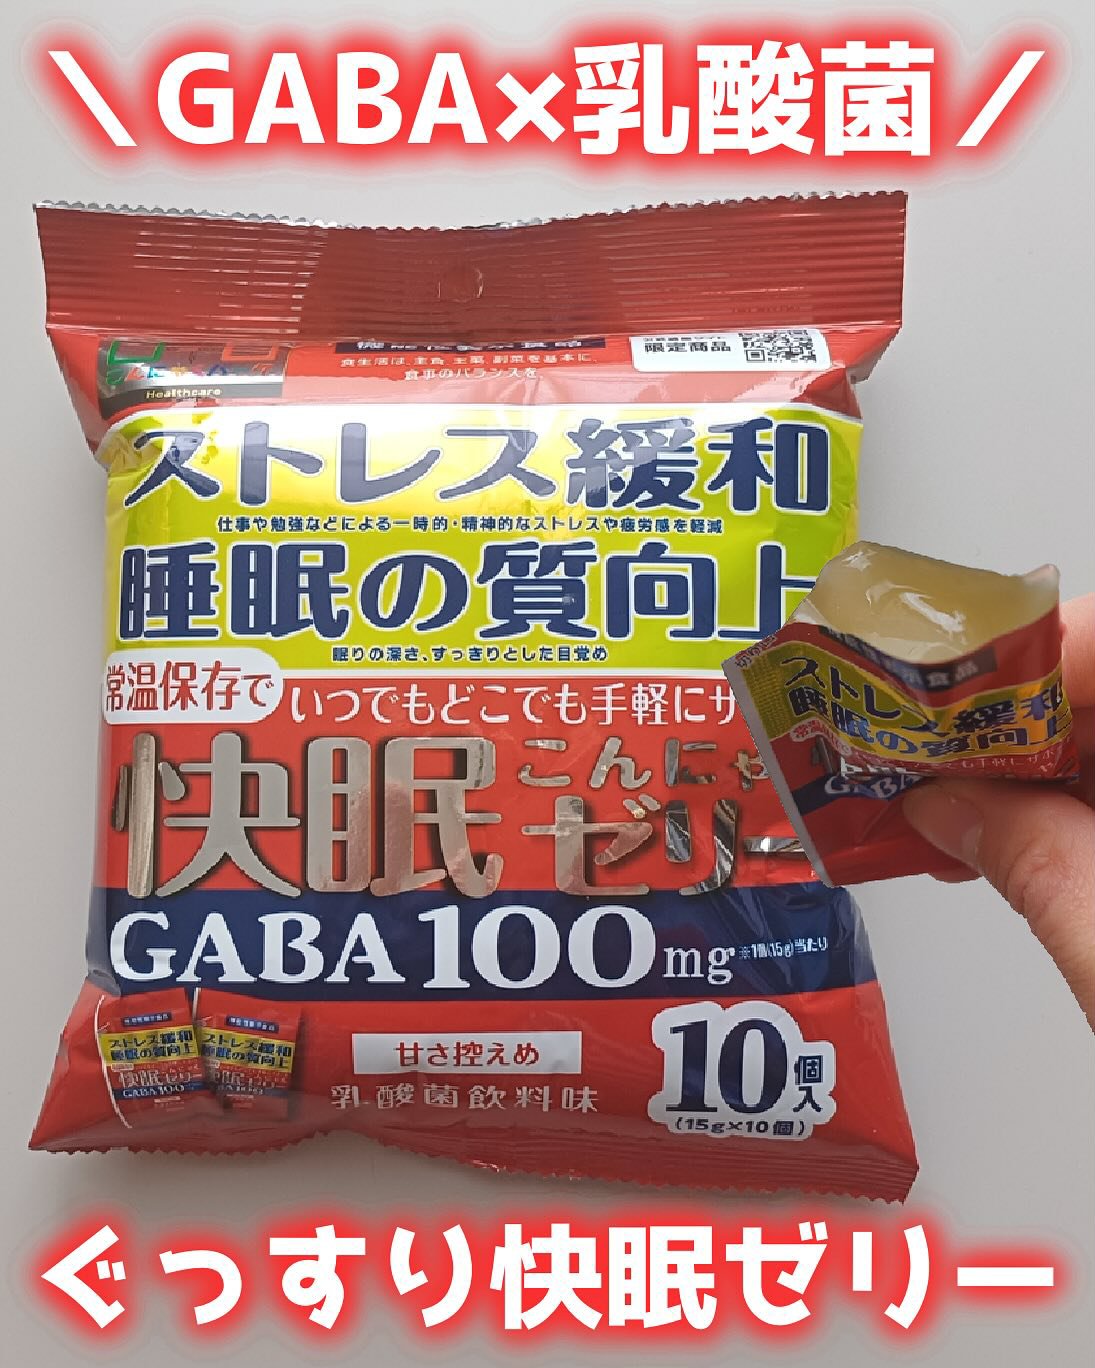 ＼GABA×乳酸菌／
Healthcare
機能性表示食品
食生活は、主食、主菜、副菜を基本に、
食事のバランスを
限定商品
ストレス緩和
仕事や勉強などによる一時的・精神的なストレスや疲労感を軽減
睡眠の質向上
眠りの深さ、すっきりとした目覚め
常温保存で
いつでもどこでも手軽にサ
快眠
こんにゃ
ゼリー
GABA100mg
※1個(15g)当たり
甘さ控えめ
乳酸菌飲料味
10個入
(15g×10個)
ストレス緩和
睡眠の質向上
快眠ゼリー
GABA100
ストレス緩和
睡眠の質向上
食品
ストレス緩和
睡眠の質向上
GABA
ぐっすり快眠ゼリー